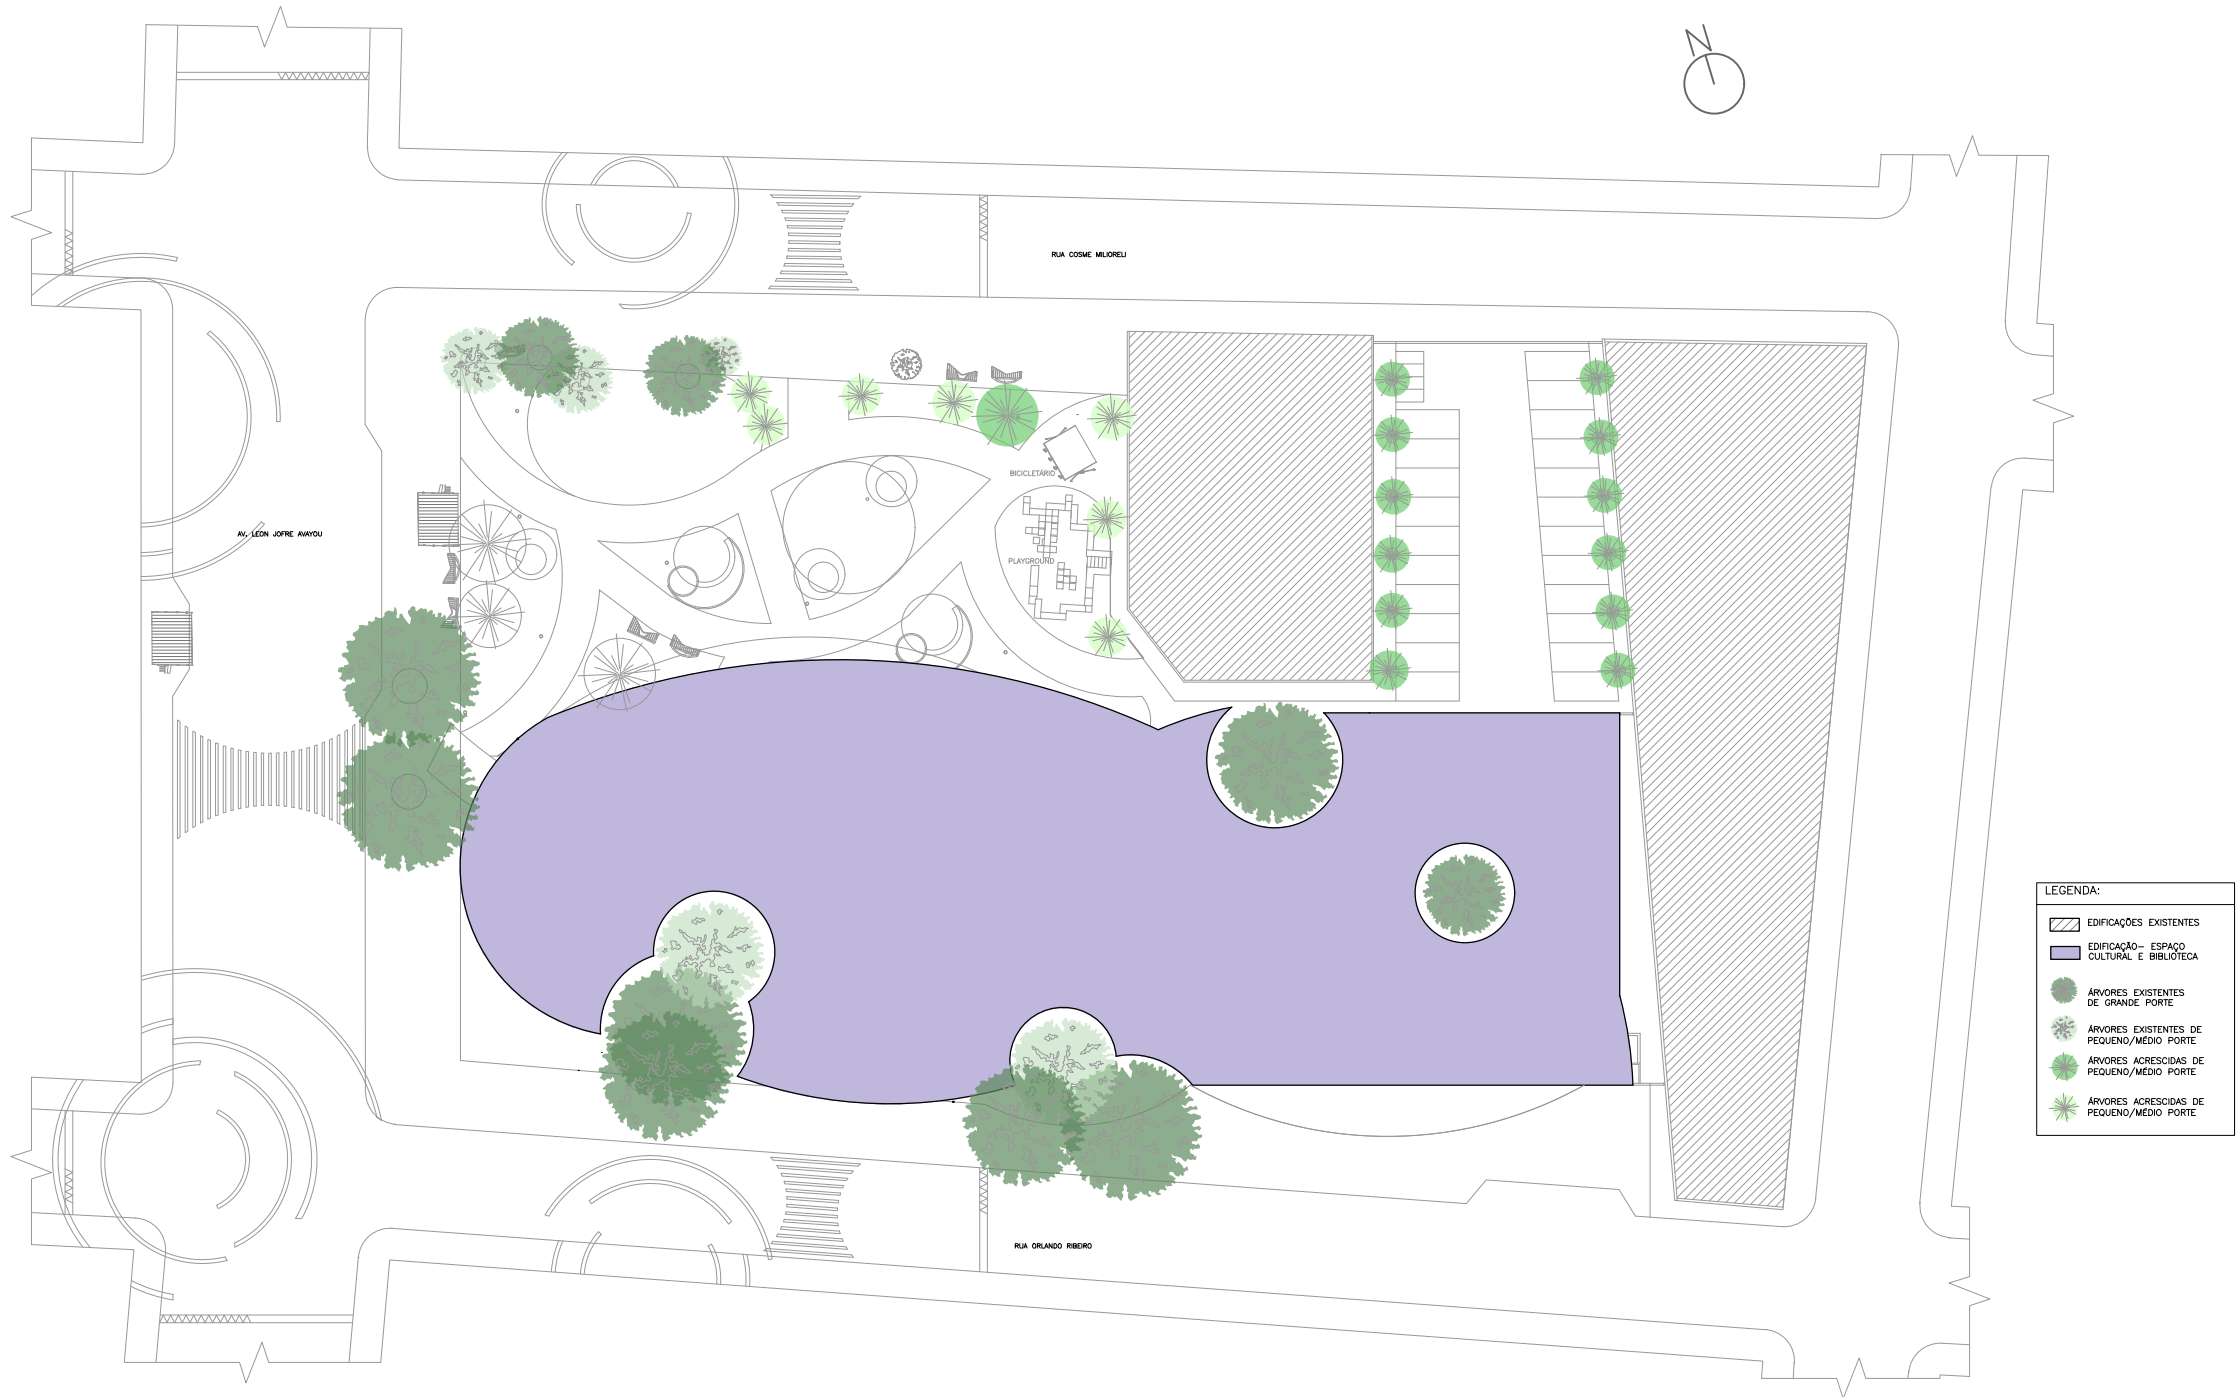 N
RUA COSME MILIORELI
BICICLETÁRIO
AV. LEON JOFRE AVAYOU
PLAYGROUND
LEGENDA:
EDIFICAÇÕES EXISTENTES
EDIFICAÇÃO- ESPAÇO
CULTURAL E BIBLIOTECA
ÁRVORES EXISTENTES
DE GRANDE PORTE
ÁRVORES EXISTENTES DE
PEQUENO/MÉDIO PORTE
ÁRVORES ACRESCIDAS DE
PEQUENO/MÉDIO PORTE
ÁRVORES ACRESCIDAS DE
PEQUENO/MÉDIO PORTE
RUA ORLANDO RIBEIRO